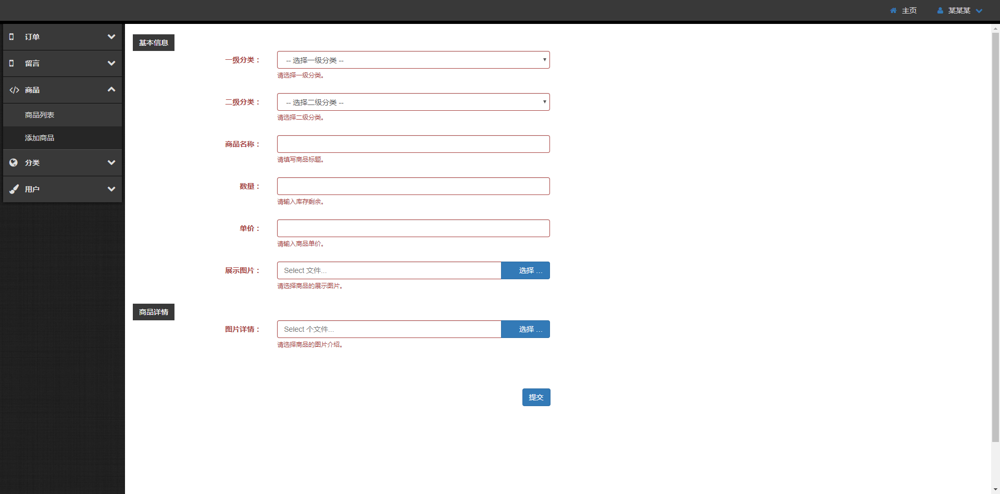 主页 某某某
订单
留言
商品
商品列表
添加商品
分类
用户
基本信息
一级分类： -- 选择一级分类 --
请选择一级分类。
二级分类： -- 选择二级分类 --
请选择二级分类。
商品名称：
请填写商品标题。
数量：
请输入库存剩余。
单价：
请输入商品单价。
展示图片： Select 文件... 选择 ...
请选择商品的展示图片。
商品详情
图片详情： Select 个文件... 选择 ...
请选择商品的图片介绍。
提交